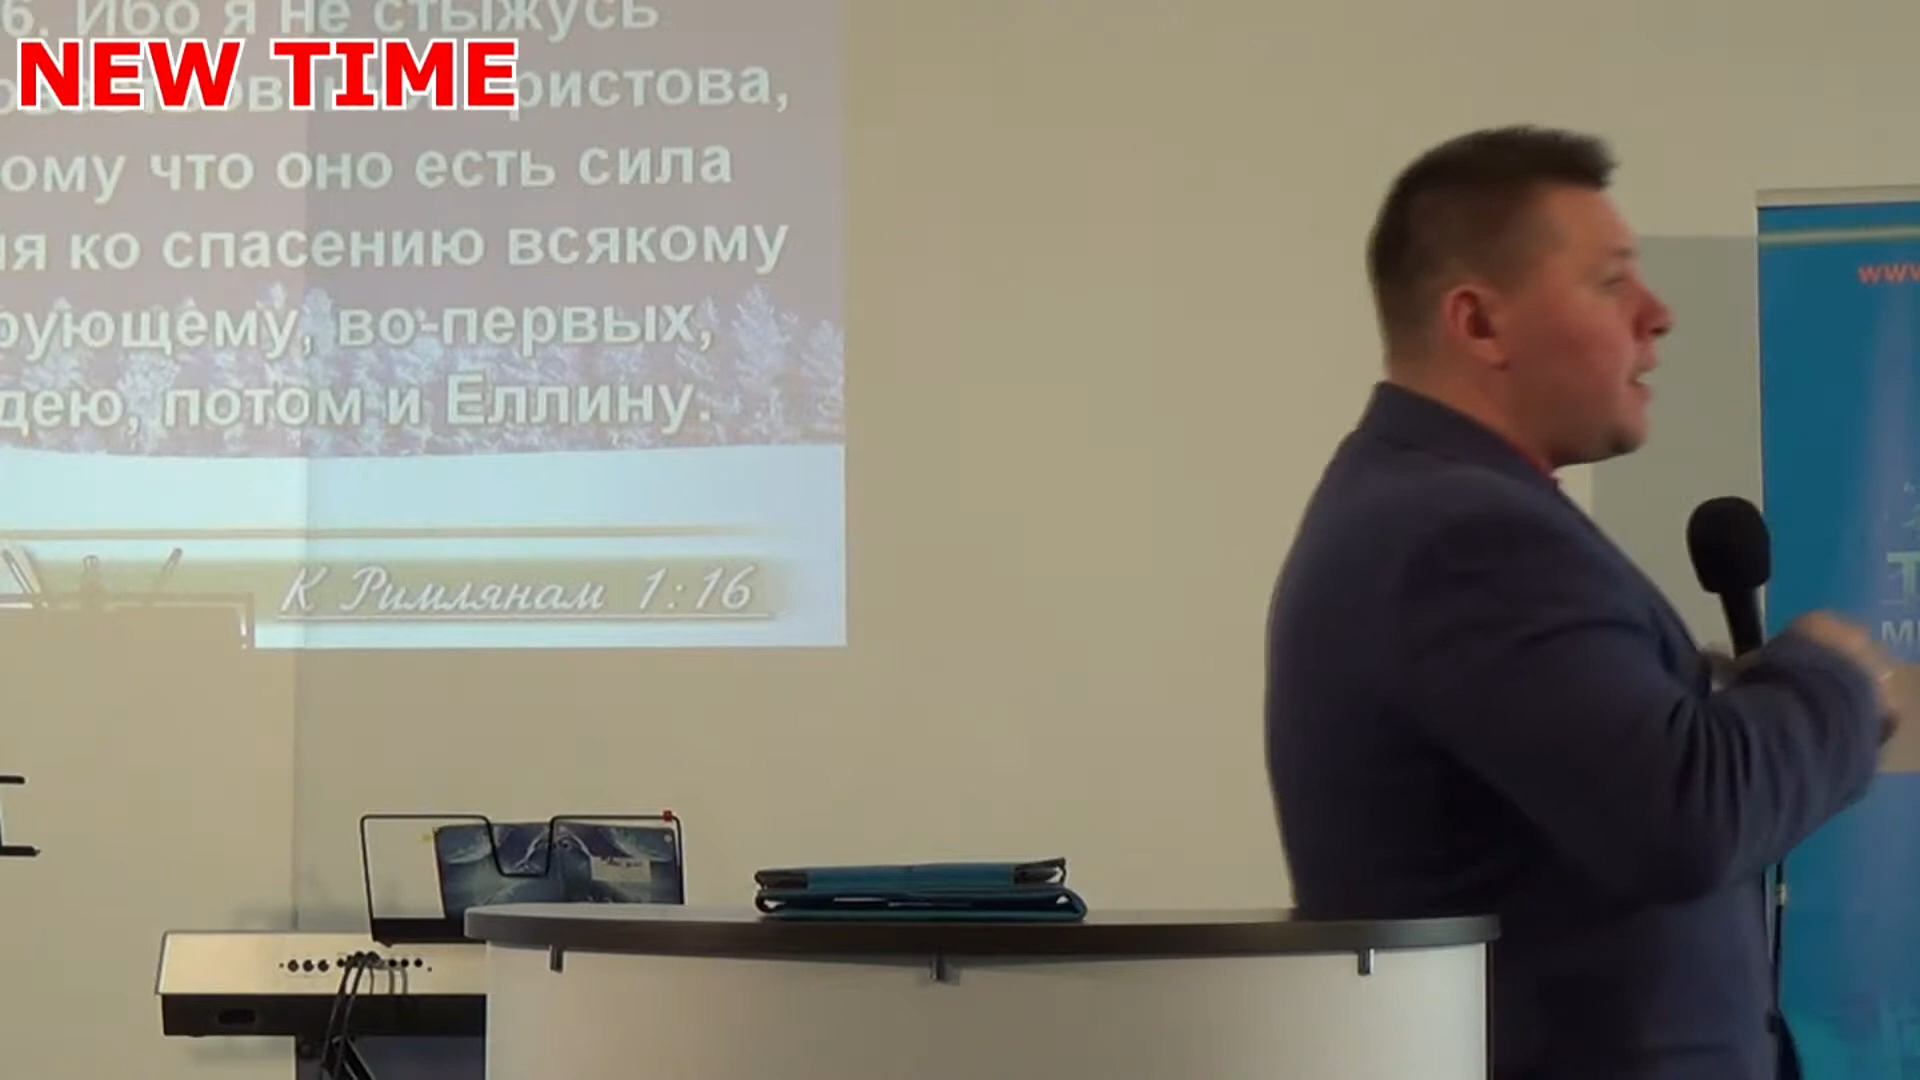 6. Ибо я не стыжусь
NEW TIME
ристова,
ому что оно есть сила
ия ко спасению всякому
рующему, во-первых,
дею, потом и Еллину.
К Римлянам 1:16
www